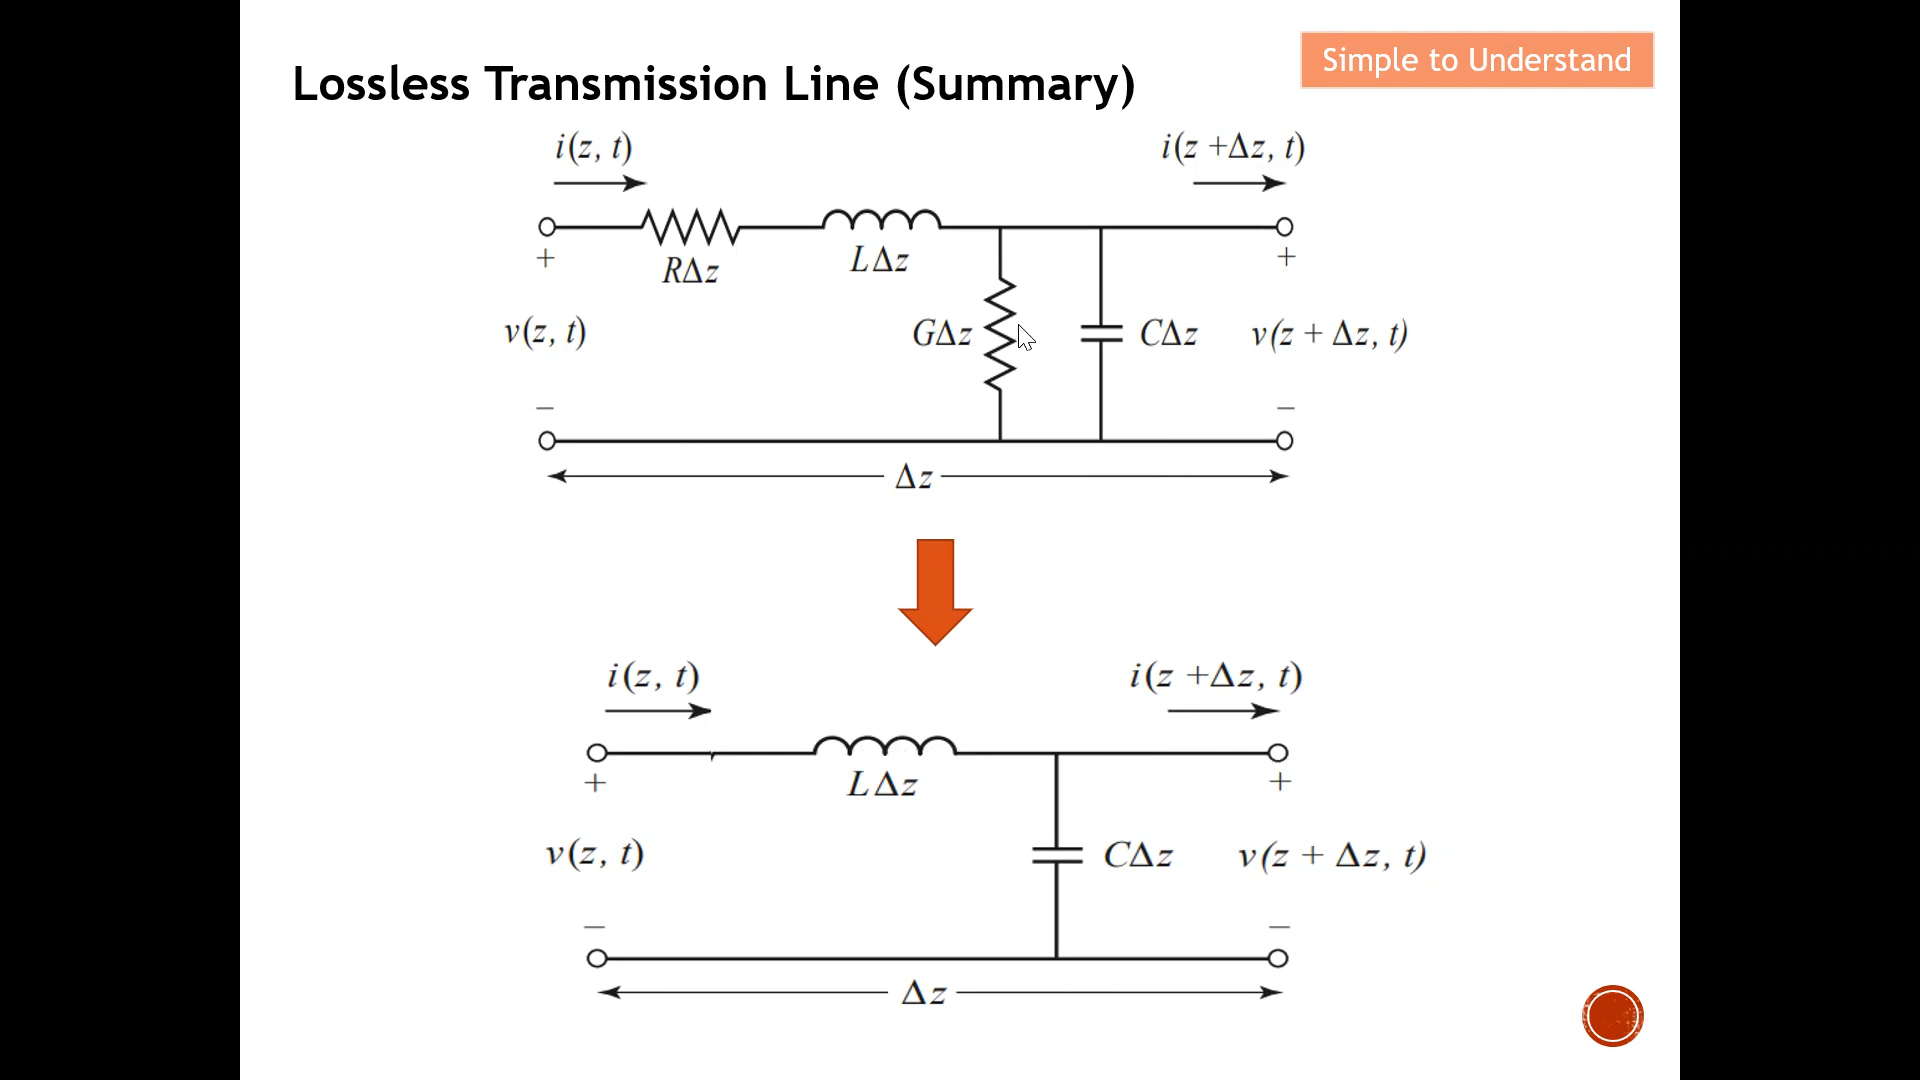 Simple to Understand
Lossless Transmission Line (Summary)
i(z, t)
i(z +Δz, t)
+
RΔz
LΔz
+
v(z, t)
GΔz
CΔz
v(z + Δz, t)
−
−
Δz
i(z, t)
i(z +Δz, t)
+
LΔz
+
v(z, t)
CΔz
v(z + Δz, t)
−
−
Δz